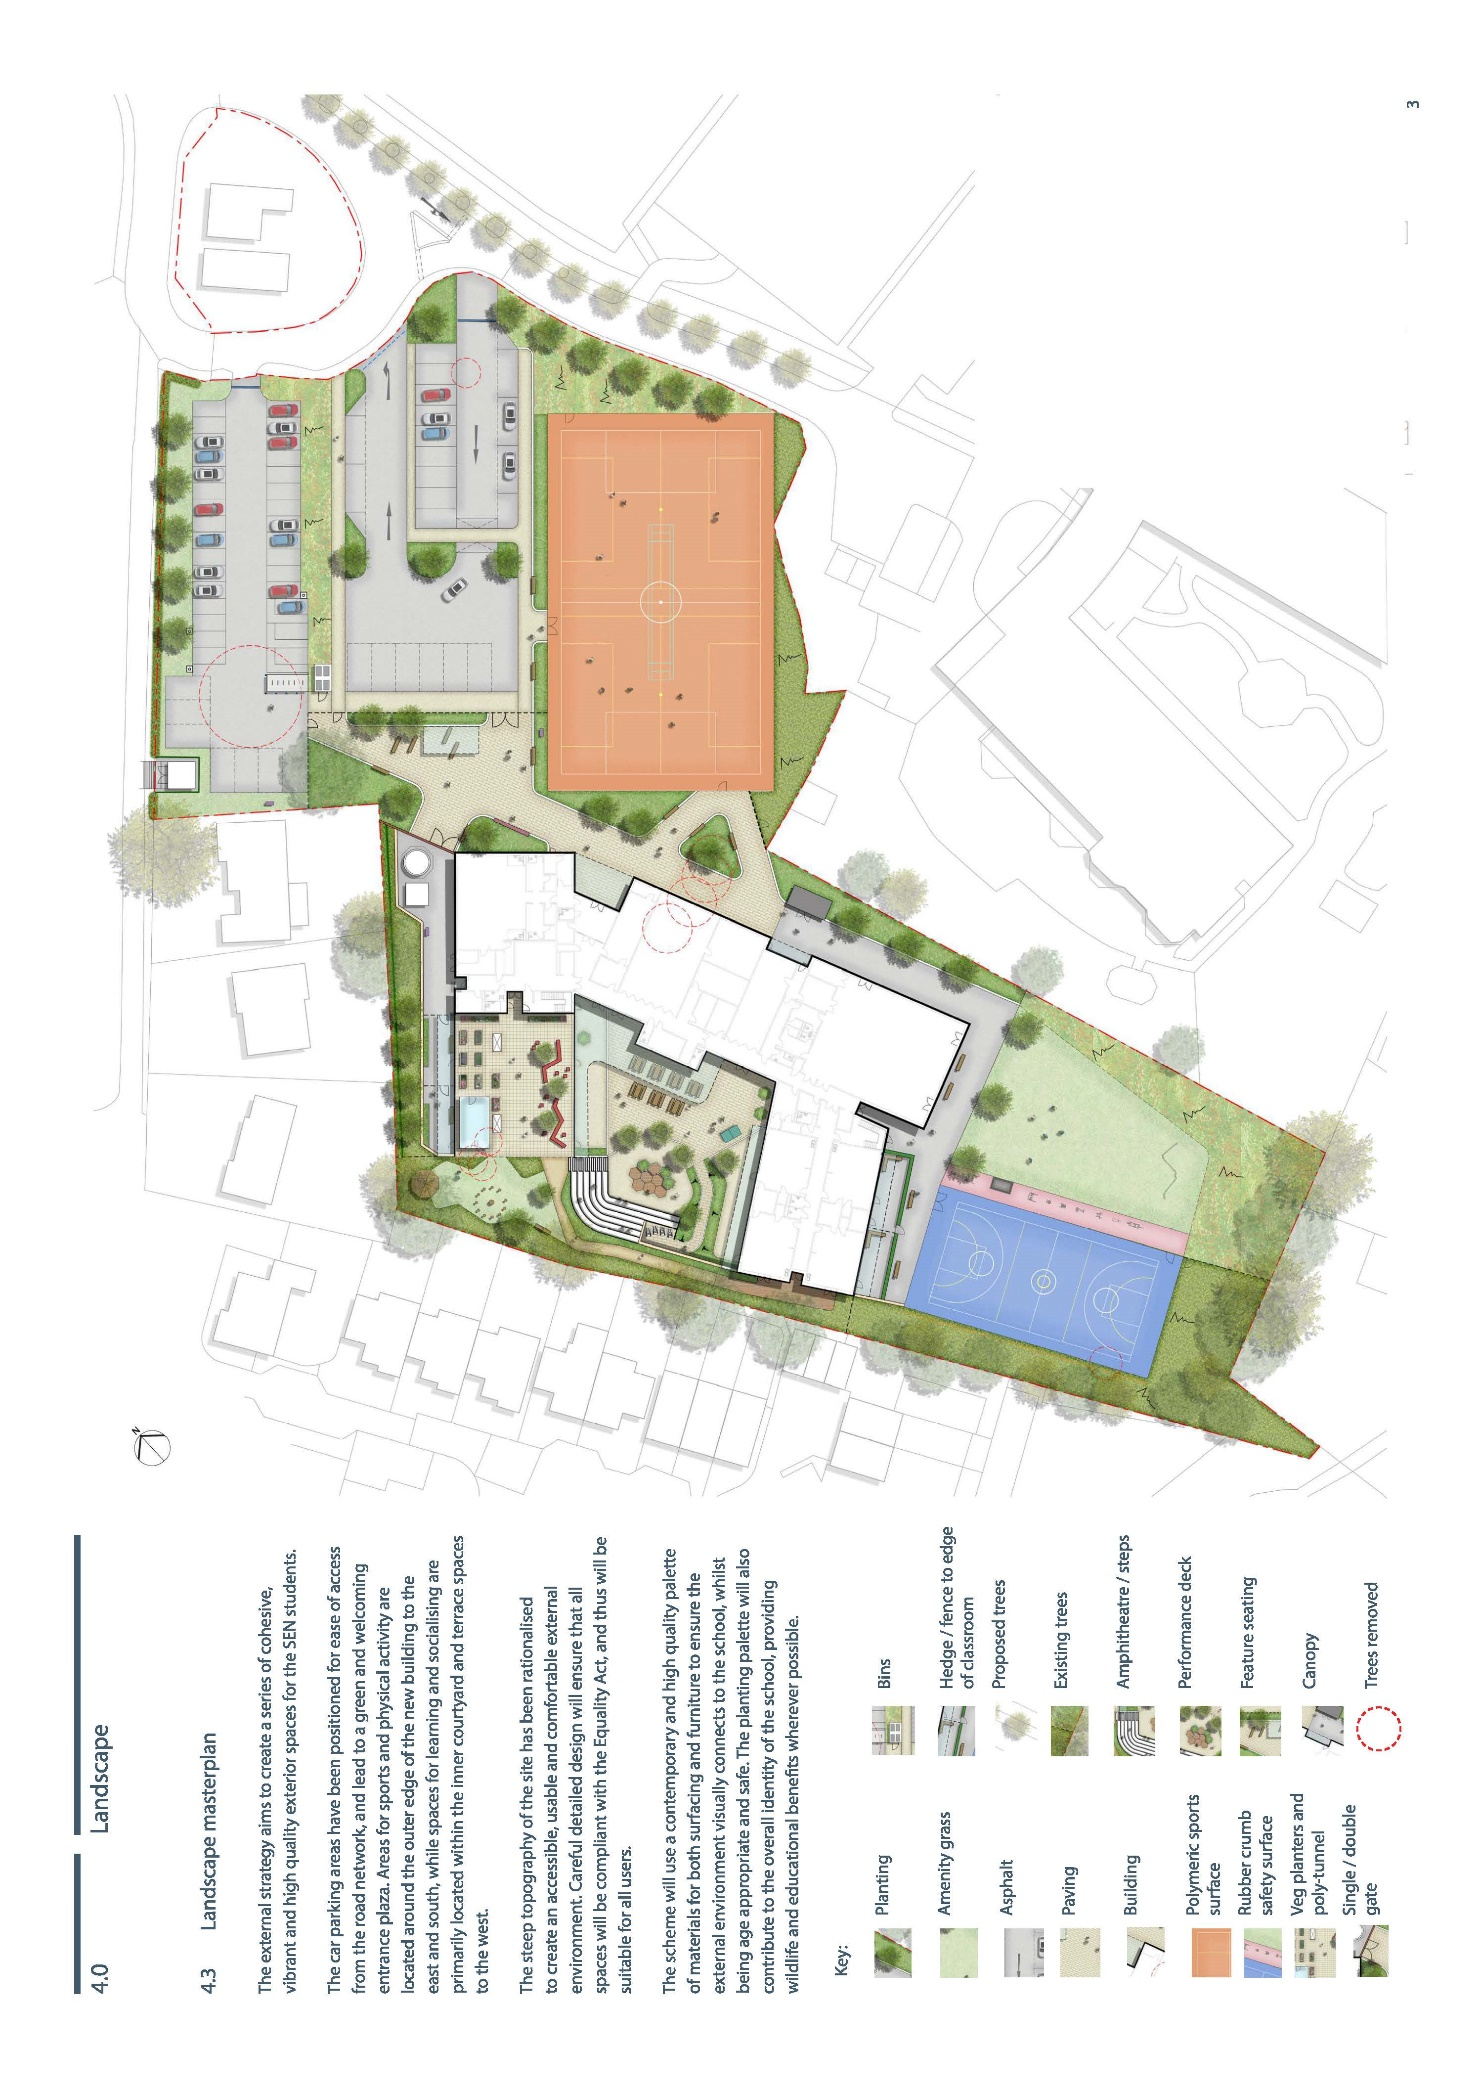 4.0
Landscape
4.3
Landscape masterplan
The external strategy aims to create a series of cohesive,
vibrant and high quality exterior spaces for the SEN students.
The car parking areas have been positioned for ease of access
from the road network, and lead to a green and welcoming
entrance plaza. Areas for sports and physical activity are
located around the outer edge of the new building to the
east and south, while spaces for learning and socialising are
primarily located within the inner courtyard and terrace spaces
to the west.
The steep topography of the site has been rationalised
to create an accessible, usable and comfortable external
environment. Careful detailed design will ensure that all
spaces will be compliant with the Equality Act, and thus will be
suitable for all users.
The scheme will use a contemporary and high quality palette
of materials for both surfacing and furniture to ensure the
external environment visually connects to the school, whilst
being age appropriate and safe. The planting palette will also
contribute to the overall identity of the school, providing
wildlife and educational benefits wherever possible.
Key:
Planting
Amenity grass
Asphalt
Paving
Building
Polymeric sports
surface
Rubber crumb
safety surface
Veg planters and
poly-tunnel
Single / double
gate
Bins
Hedge / fence to edge
of classroom
Proposed trees
Existing trees
Amphitheatre / steps
Performance deck
Feature seating
Canopy
Trees removed
N
3